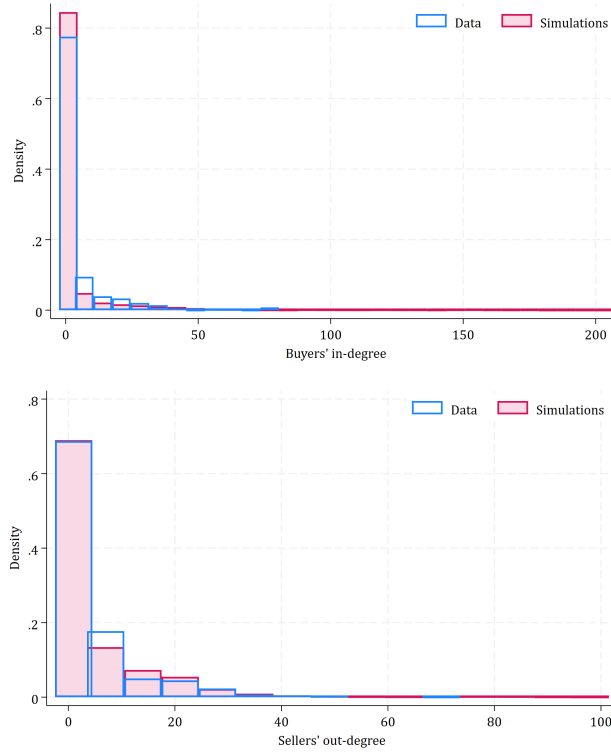 Data Simulations
.8
.6
.4
.2
0
Density
0 50 100 150 200
Buyers' in-degree
Data Simulations
.8
.6
.4
.2
0
Density
0 20 40 60 80 100
Sellers' out-degree